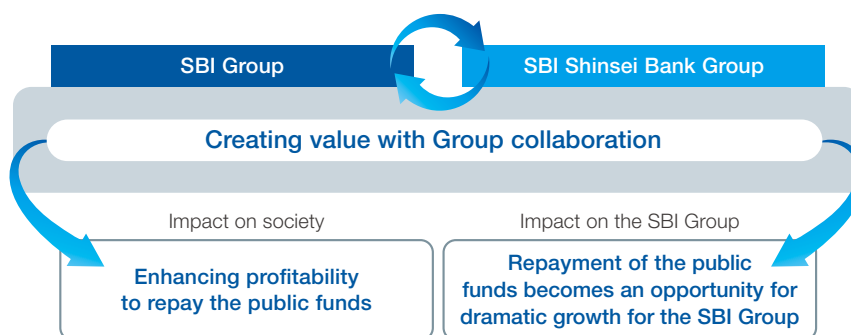 SBI Group
SBI Shinsei Bank Group
Creating value with Group collaboration
Impact on society
Enhancing profitability
to repay the public funds
Impact on the SBI Group
Repayment of the public
funds becomes an opportunity for
dramatic growth for the SBI Group